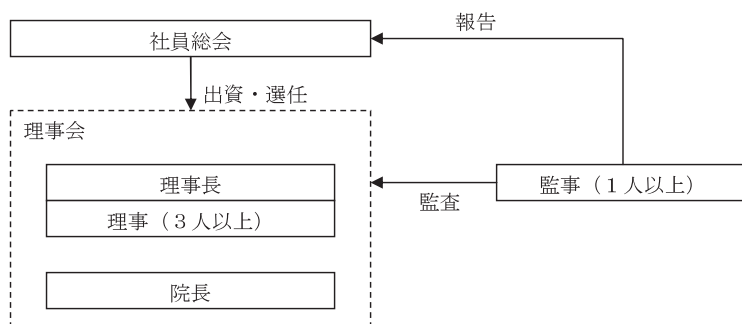 報告
社員総会
出資・選任
理事会
理事長
監事（１人以上）
監査
理事（３人以上）
院長